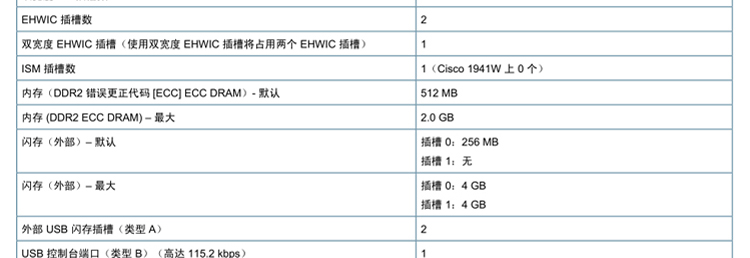 EHWIC 插槽数 2
双宽度 EHWIC 插槽（使用双宽度 EHWIC 插槽将占用两个 EHWIC 插槽） 1
ISM 插槽数 1（Cisco 1941W 上 0 个）
内存（DDR2 错误更正代码 [ECC] ECC DRAM）- 默认 512 MB
内存 (DDR2 ECC DRAM) – 最大 2.0 GB
闪存（外部）– 默认 插槽 0：256 MB
插槽 1：无
闪存（外部）– 最大 插槽 0：4 GB
插槽 1：4 GB
外部 USB 闪存插槽（类型 A） 2
USB 控制台端口（类型 B）（高达 115.2 kbps） 1